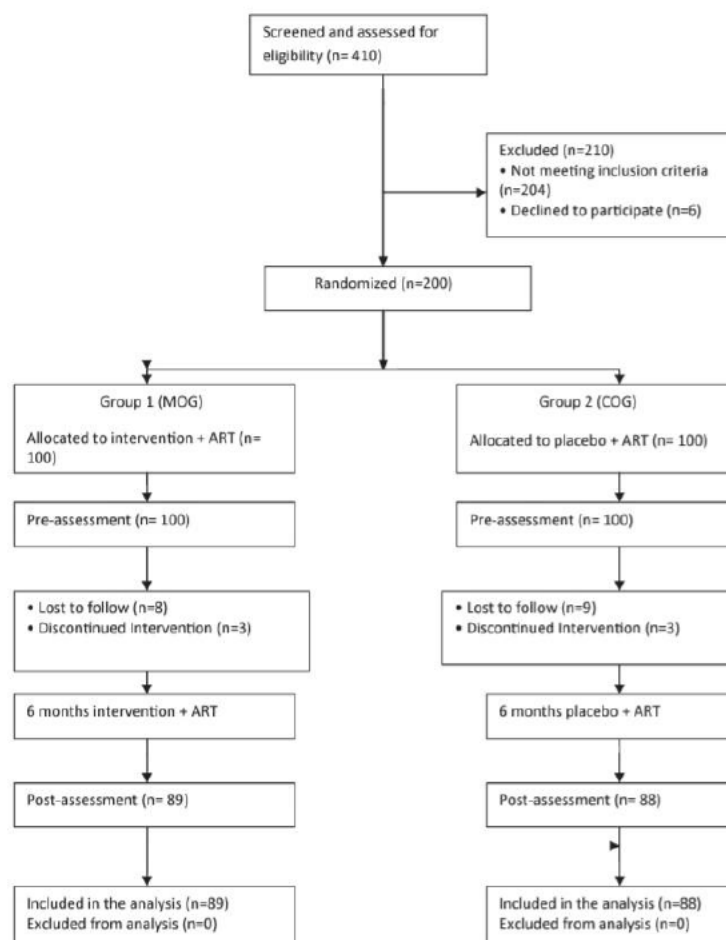 Screened and assessed for
eligibility (n= 410)
Excluded (n=210)
• Not meeting inclusion criteria
(n=204)
• Declined to participate (n=6)
Randomized (n=200)
Group 1 (MOG)
Allocated to intervention + ART (n=
100)
Group 2 (COG)
Allocated to placebo + ART (n= 100)
Pre-assessment (n= 100)
Pre-assessment (n= 100)
• Lost to follow (n=8)
• Discontinued Intervention (n=3)
• Lost to follow (n=9)
• Discontinued Intervention (n=3)
6 months intervention + ART
6 months placebo + ART
Post-assessment (n= 89)
Post-assessment (n= 88)
Included in the analysis (n=89)
Excluded from analysis (n=0)
Included in the analysis (n=88)
Excluded from analysis (n=0)